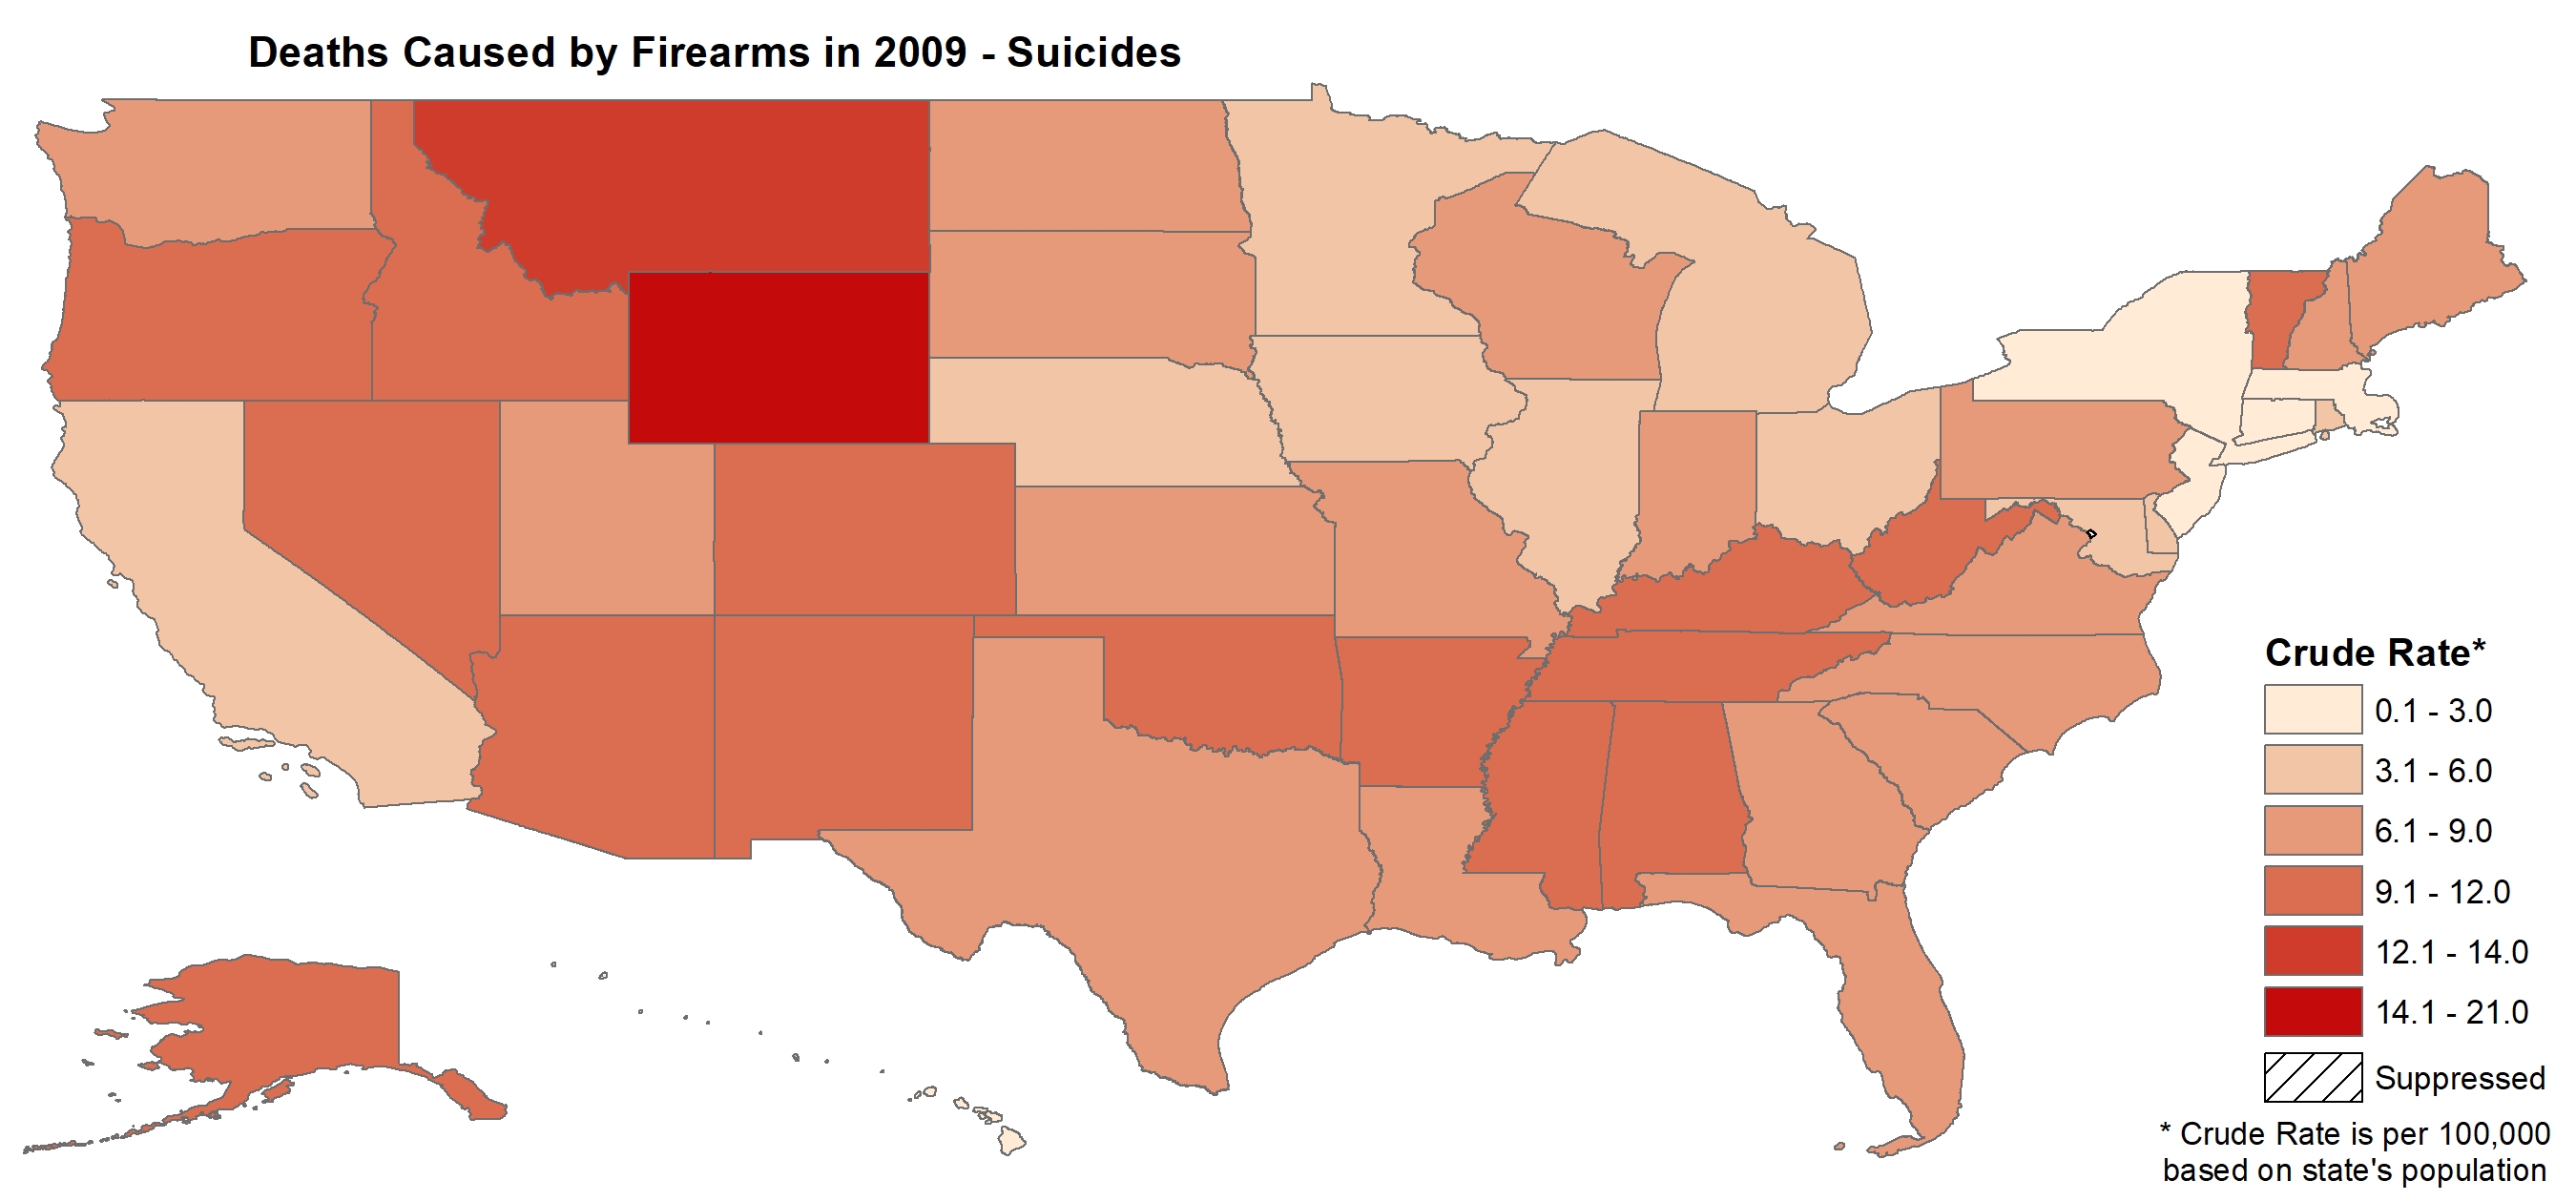 Deaths Caused by Firearms in 2009 - Suicides
Crude Rate*
0.1 - 3.0
3.1 - 6.0
6.1 - 9.0
9.1 - 12.0
12.1 - 14.0
14.1 - 21.0
Suppressed
* Crude Rate is per 100,000
based on state's population